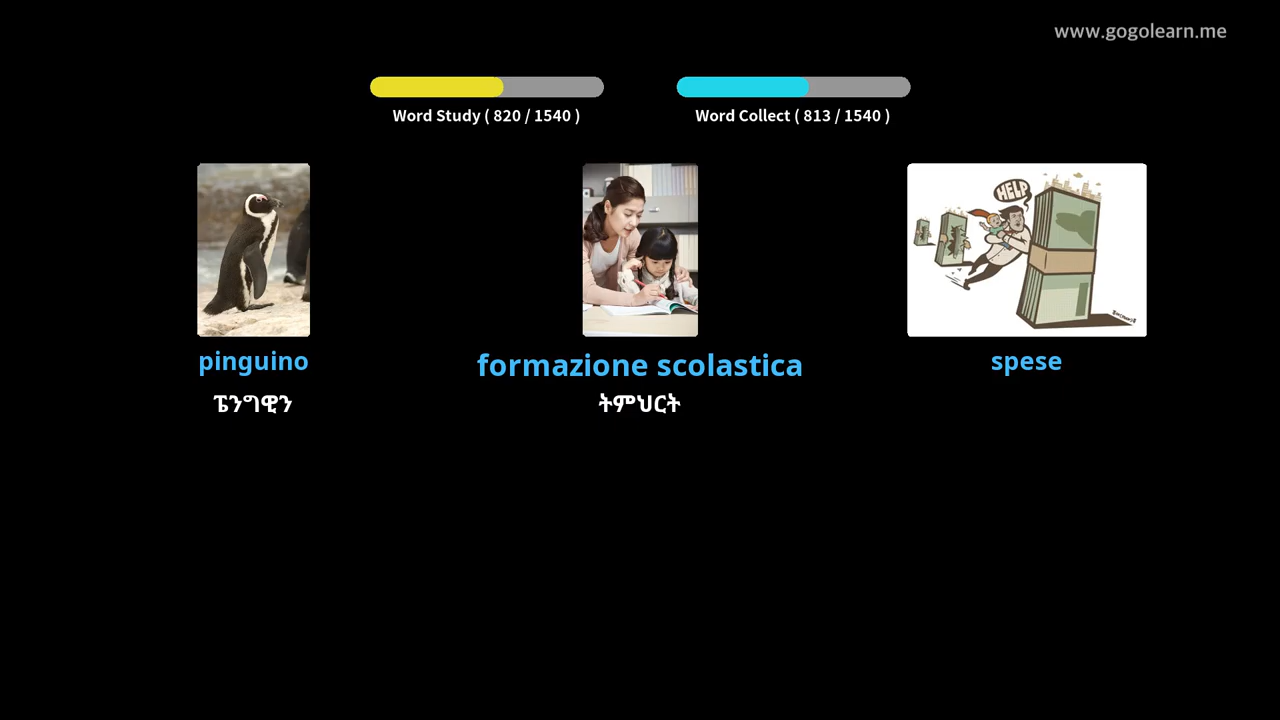 www.gogolearn.me
Word Study ( 820 / 1540 )
Word Collect ( 813 / 1540 )
HELP
pinguino
formazione scolastica
spese
ፔንግዊን
ትምህርት